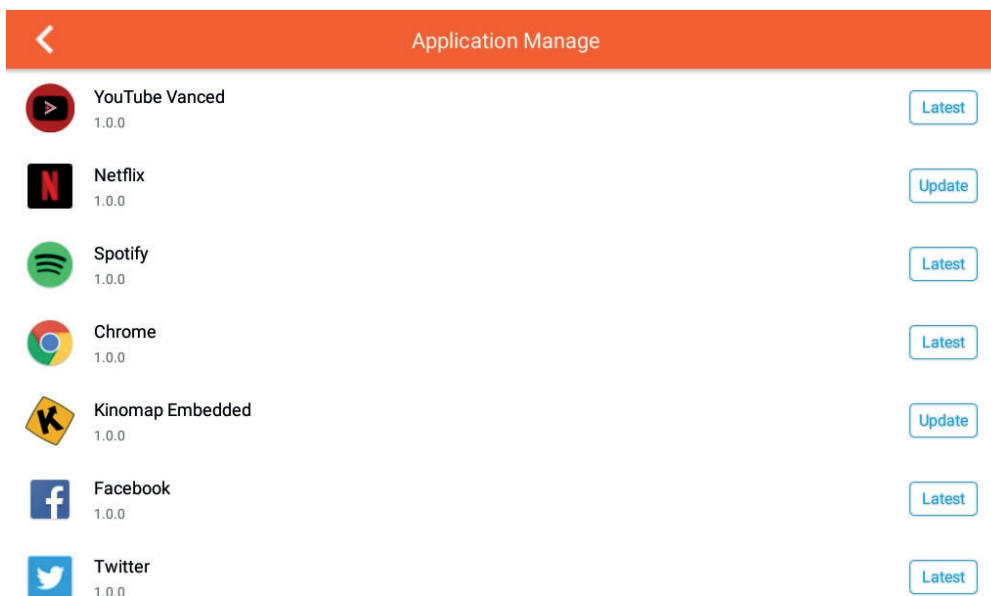 Application Manage
YouTube Vanced
1.0.0
Latest
Netflix
1.0.0
Update
Spotify
1.0.0
Latest
Chrome
1.0.0
Latest
Kinomap Embedded
1.0.0
Update
Facebook
1.0.0
Latest
Twitter
1.0.0
Latest